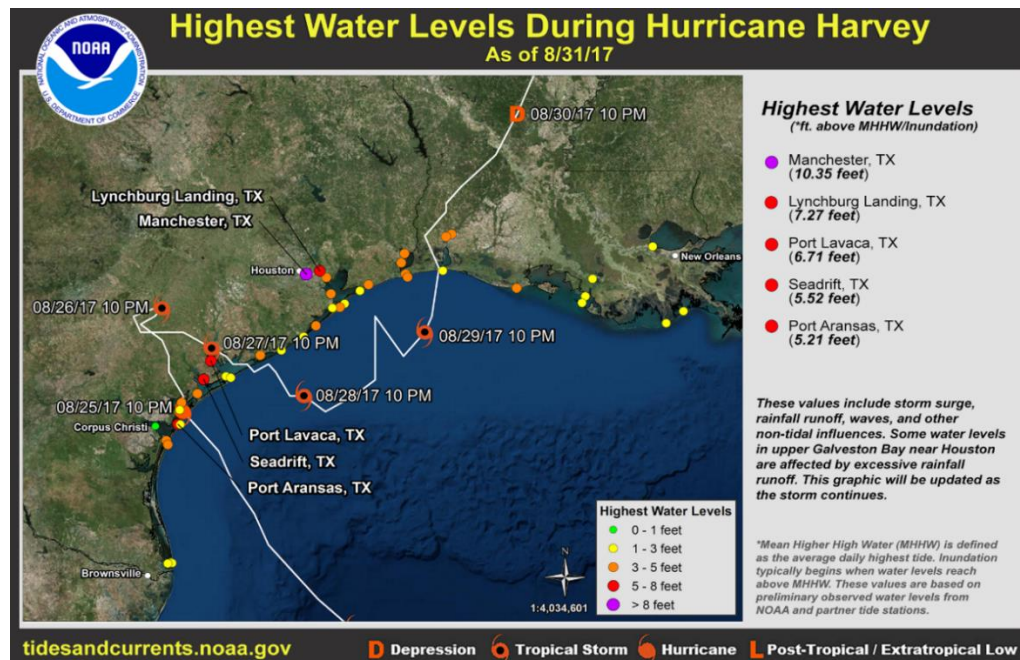 Highest Water Levels During Hurricane Harvey
As of 8/31/17
NATIONAL OCEANIC AND ATMOSPHERIC ADMINISTRATION
NOAA
U.S. DEPARTMENT OF COMMERCE
D 08/30/17 10 PM
Lynchburg Landing, TX
Manchester, TX
Houston
New Orleans
08/26/17 10 PM
08/27/17 10 PM
08/29/17 10 PM
08/28/17 10 PM
08/25/17 10 PM
Corpus Christi
Port Lavaca, TX
Seadrift, TX
Port Aransas, TX
Brownsville
Highest Water Levels
0 - 1 feet
1 - 3 feet
3 - 5 feet
5 - 8 feet
> 8 feet
N
1:4,034,601
Highest Water Levels
(*ft. above MHHW/Inundation)
Manchester, TX
(10.35 feet)
Lynchburg Landing, TX
(7.27 feet)
Port Lavaca, TX
(6.71 feet)
Seadrift, TX
(5.52 feet)
Port Aransas, TX
(5.21 feet)
These values include storm surge,
rainfall runoff, waves, and other
non-tidal influences. Some water levels
in upper Galveston Bay near Houston
are affected by excessive rainfall
runoff. This graphic will be updated as
the storm continues.
*Mean Higher High Water (MHHW) is defined
as the average daily highest tide. Inundation
typically begins when water levels reach
above MHHW. These values are based on
preliminary observed water levels from
NOAA and partner tide stations.
tidesandcurrents.noaa.gov
D Depression
Tropical Storm
Hurricane
L Post-Tropical / Extratropical Low